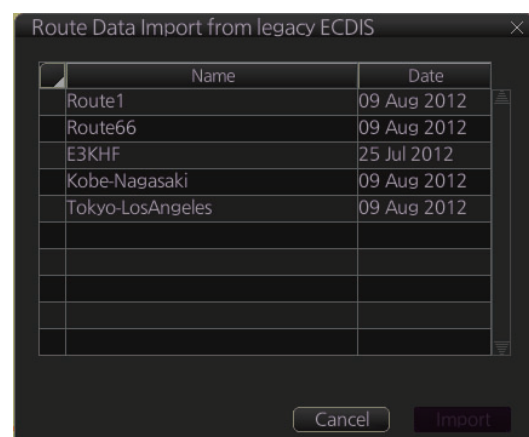 Route Data Import from legacy ECDIS
Name Date
Route1 09 Aug 2012
Route66 09 Aug 2012
E3KHF 25 Jul 2012
Kobe-Nagasaki 09 Aug 2012
Tokyo-LosAngeles 09 Aug 2012
Cancel Import